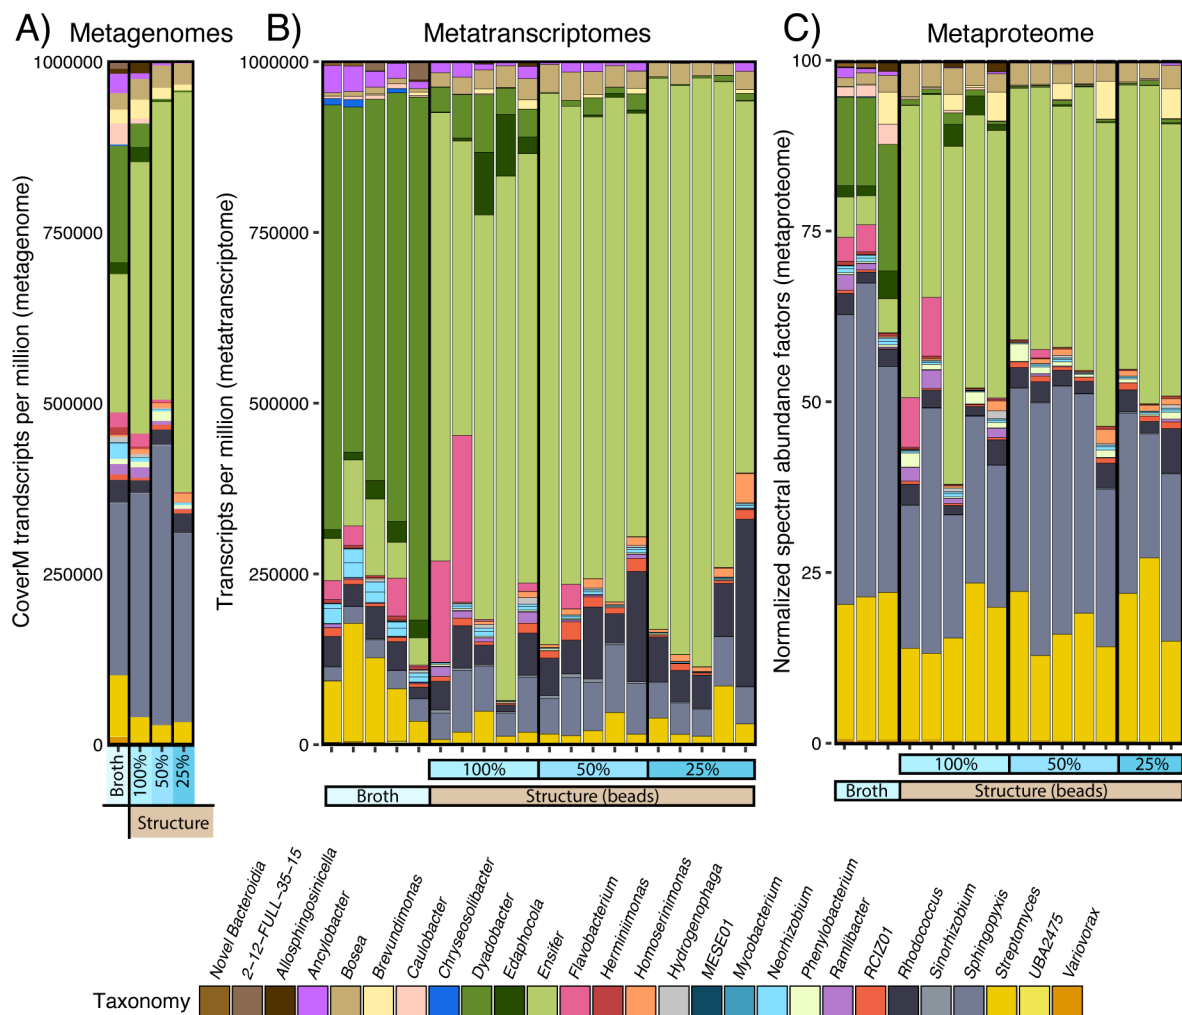 A) Metagenomes
B) Metatranscriptomes
C) Metaproteome
CoverM trandscripts per million (metagenome)
1000000
750000
500000
250000
0
Broth
100%
50%
25%
Structure
Transcripts per million (metatranscriptome)
1000000
750000
500000
250000
0
100%
50%
25%
Broth
Structure (beads)
Normalized spectral abundance factors (metaproteome)
100
75
50
25
0
100%
50%
25%
Broth
Structure (beads)
Taxonomy
Novel Bacteroidia
2−12−FULL−35−15
Allosphingosinicella
Ancylobacter
Bosea
Brevundimonas
Caulobacter
Chryseosolibacter
Dyadobacter
Edaphocola
Ensifer
Flavobacterium
Herminiimonas
Homoserinimonas
Hydrogenophaga
MESE01
Mycobacterium
Neorhizobium
Phenylobacterium
Ramlibacter
RCIZ01
Rhodococcus
Sinorhizobium
Sphingopyxis
Streptomyces
UBA2475
Variovorax